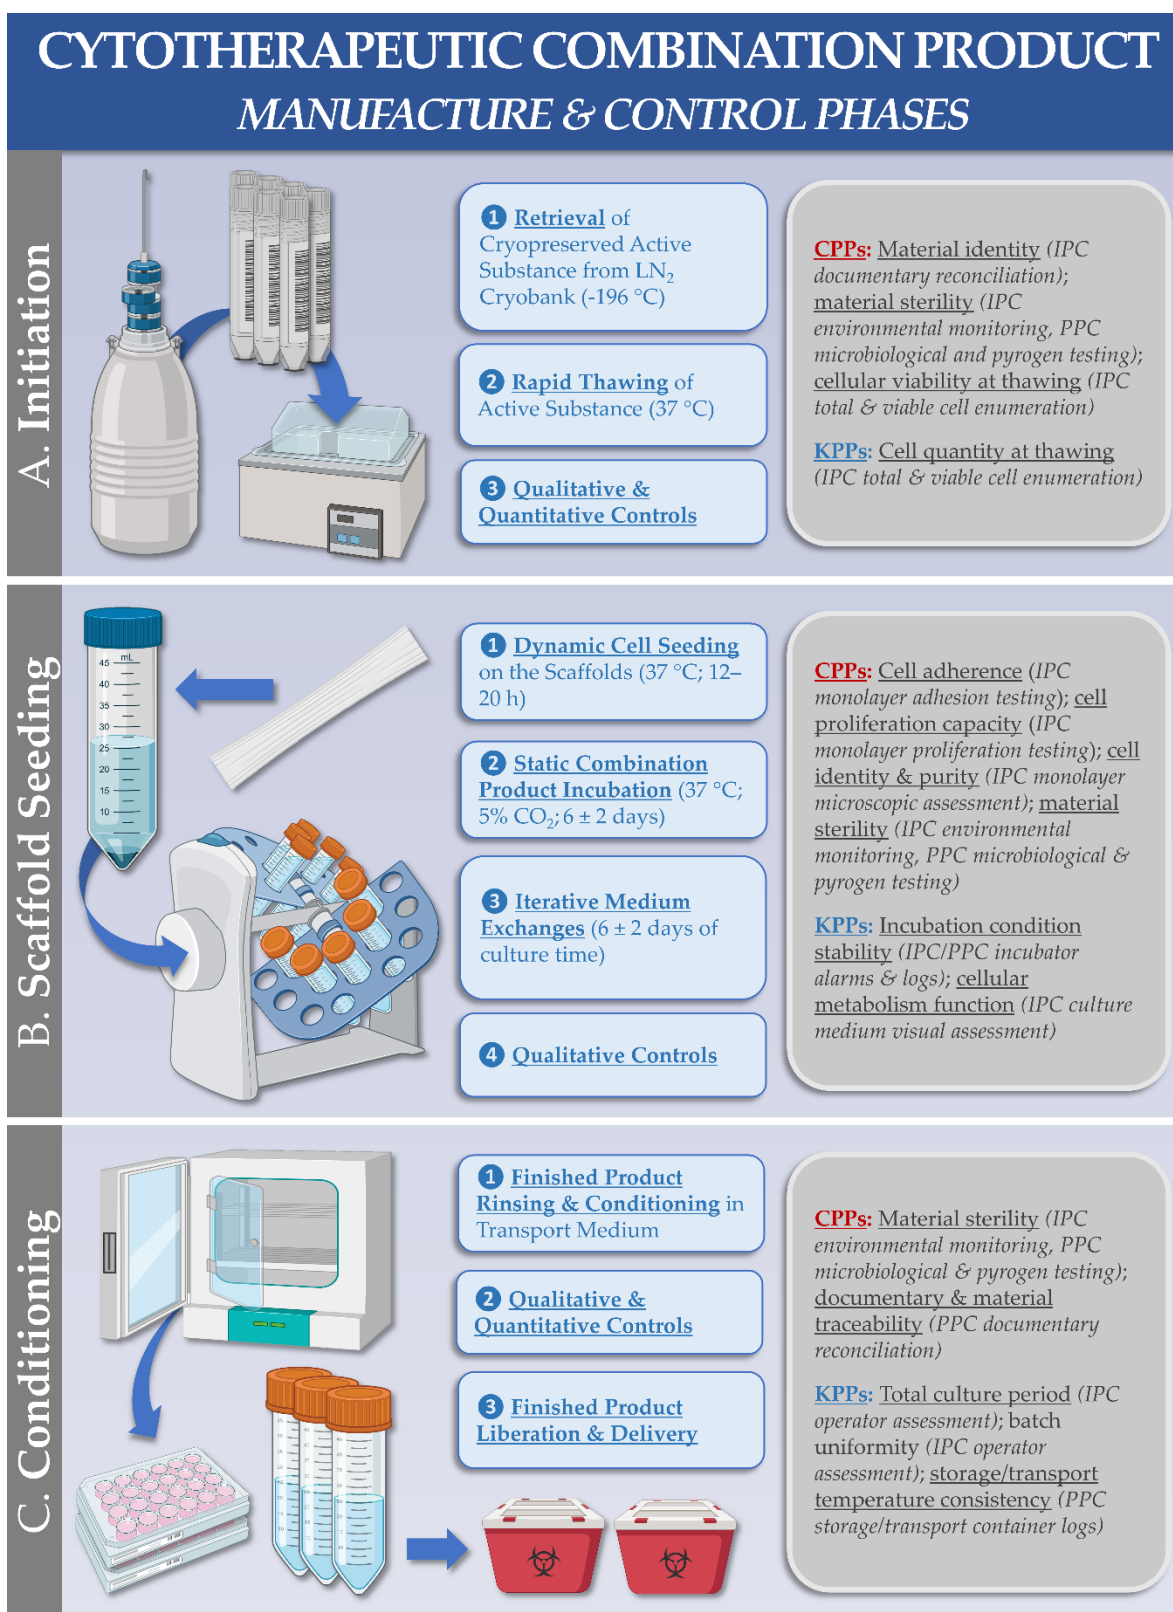 CYTOTHERAPEUTIC COMBINATION PRODUCT
MANUFACTURE & CONTROL PHASES
A. Initiation
1 Retrieval of
Cryopreserved Active
Substance from LN2
Cryobank (-196 °C)
2 Rapid Thawing of
Active Substance (37 °C)
3 Qualitative &
Quantitative Controls
CPPs: Material identity (IPC
documentary reconciliation);
material sterility (IPC
environmental monitoring, PPC
microbiological and pyrogen testing);
cellular viability at thawing (IPC
total & viable cell enumeration)
KPPs: Cell quantity at thawing
(IPC total & viable cell enumeration)
B. Scaffold Seeding
mL
45
40
35
30
25
20
15
10
1 Dynamic Cell Seeding
on the Scaffolds (37 °C; 12–
20 h)
2 Static Combination
Product Incubation (37 °C;
5% CO2; 6 ± 2 days)
3 Iterative Medium
Exchanges (6 ± 2 days of
culture time)
4 Qualitative Controls
CPPs: Cell adherence (IPC
monolayer adhesion testing); cell
proliferation capacity (IPC
monolayer proliferation testing); cell
identity & purity (IPC monolayer
microscopic assessment); material
sterility (IPC environmental
monitoring, PPC microbiological &
pyrogen testing)
KPPs: Incubation condition
stability (IPC/PPC incubator
alarms & logs); cellular
metabolism function (IPC culture
medium visual assessment)
C. Conditioning
1 Finished Product
Rinsing & Conditioning in
Transport Medium
2 Qualitative &
Quantitative Controls
3 Finished Product
Liberation & Delivery
CPPs: Material sterility (IPC
environmental monitoring, PPC
microbiological & pyrogen testing);
documentary & material
traceability (PPC documentary
reconciliation)
KPPs: Total culture period (IPC
operator assessment); batch
uniformity (IPC operator
assessment); storage/transport
temperature consistency (PPC
storage/transport container logs)